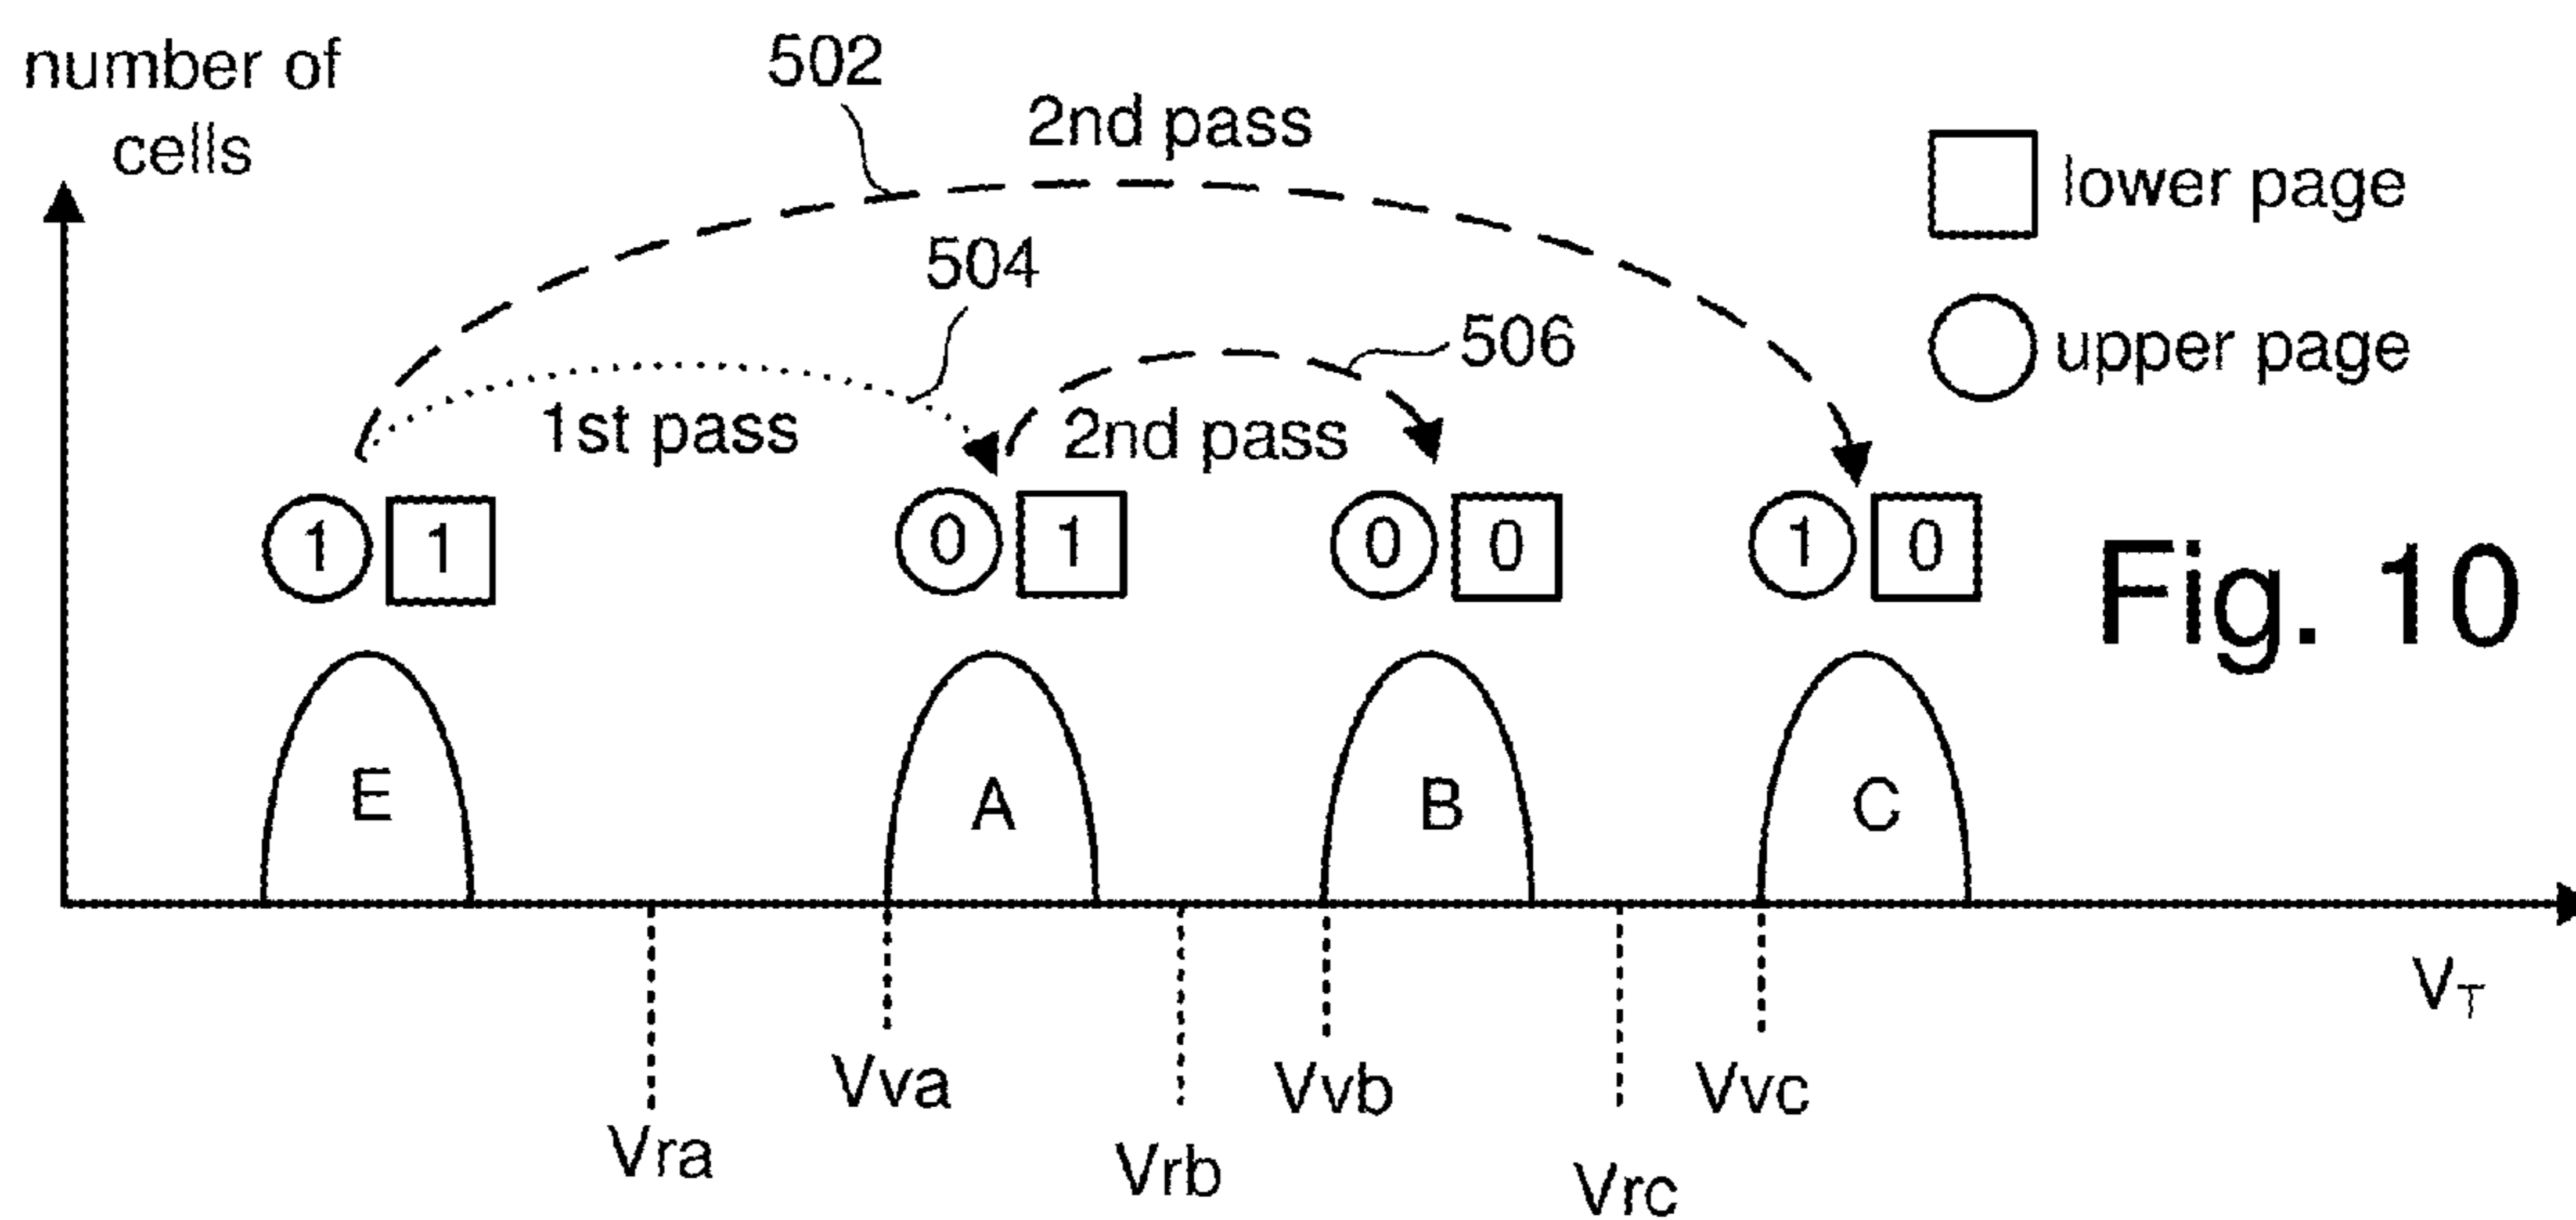 number of
cells
502
2nd pass
504
1st pass
506
2nd pass
lower page
upper page
1 1
0 1
0 0
1 0
Fig. 10
E
A
B
C
VT
Vra
Vva
Vrb
Vvb
Vrc
Vvc